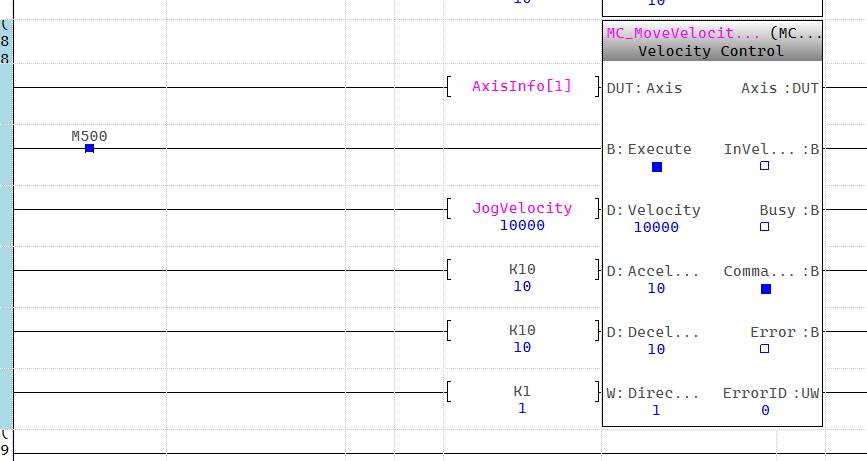 10 10
(
8
8
MC_MoveVelocit... (MC...
Velocity Control
AxisInfo[1] DUT: Axis Axis :DUT
M500
B: Execute InVel... :B
JogVelocity D: Velocity Busy :B
10000 10000
K10 D: Accel... Comma... :B
10 10
K10 D: Decel... Error :B
10 10
K1 W: Direc... ErrorID :UW
1 1 0
(
9